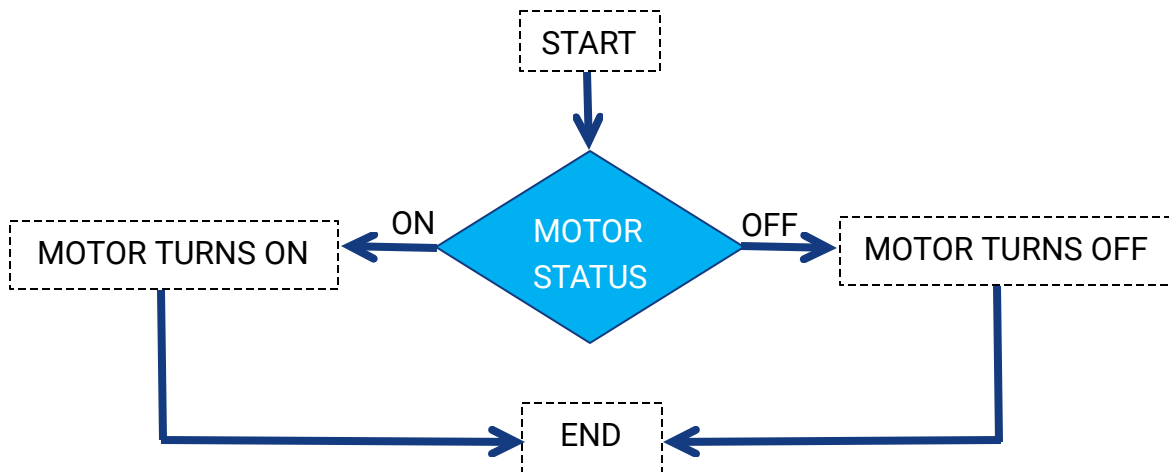 START
ON
OFF
MOTOR
STATUS
MOTOR TURNS ON
MOTOR TURNS OFF
END